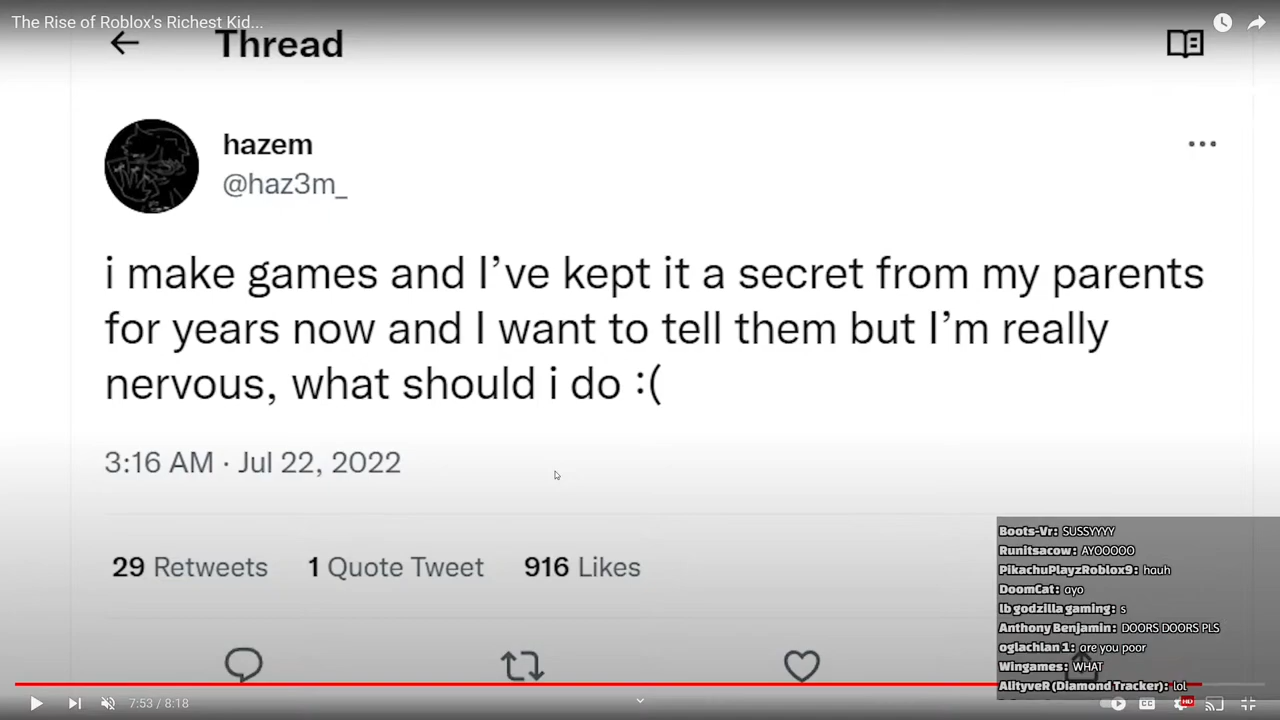 The Rise of Roblox's Richest Kid...
Thread
hazem
@haz3m_
i make games and I've kept it a secret from my parents
for years now and I want to tell them but I'm really
nervous, what should i do :(
3:16 AM · Jul 22, 2022
29 Retweets 1 Quote Tweet 916 Likes
Boots-Vr: SUSSYYYY
Runitsacow: AYOOOOO
PikachuPlayzRoblox9: hauh
DoomCat: ayo
lb godzilla gaming: s
Anthony Benjamin: DOORS DOORS PLS
oglachlan 1: are you poor
Wingames: WHAT
AlltyveR (Diamond Tracker): lol
7:53 / 8:18
CC
HD